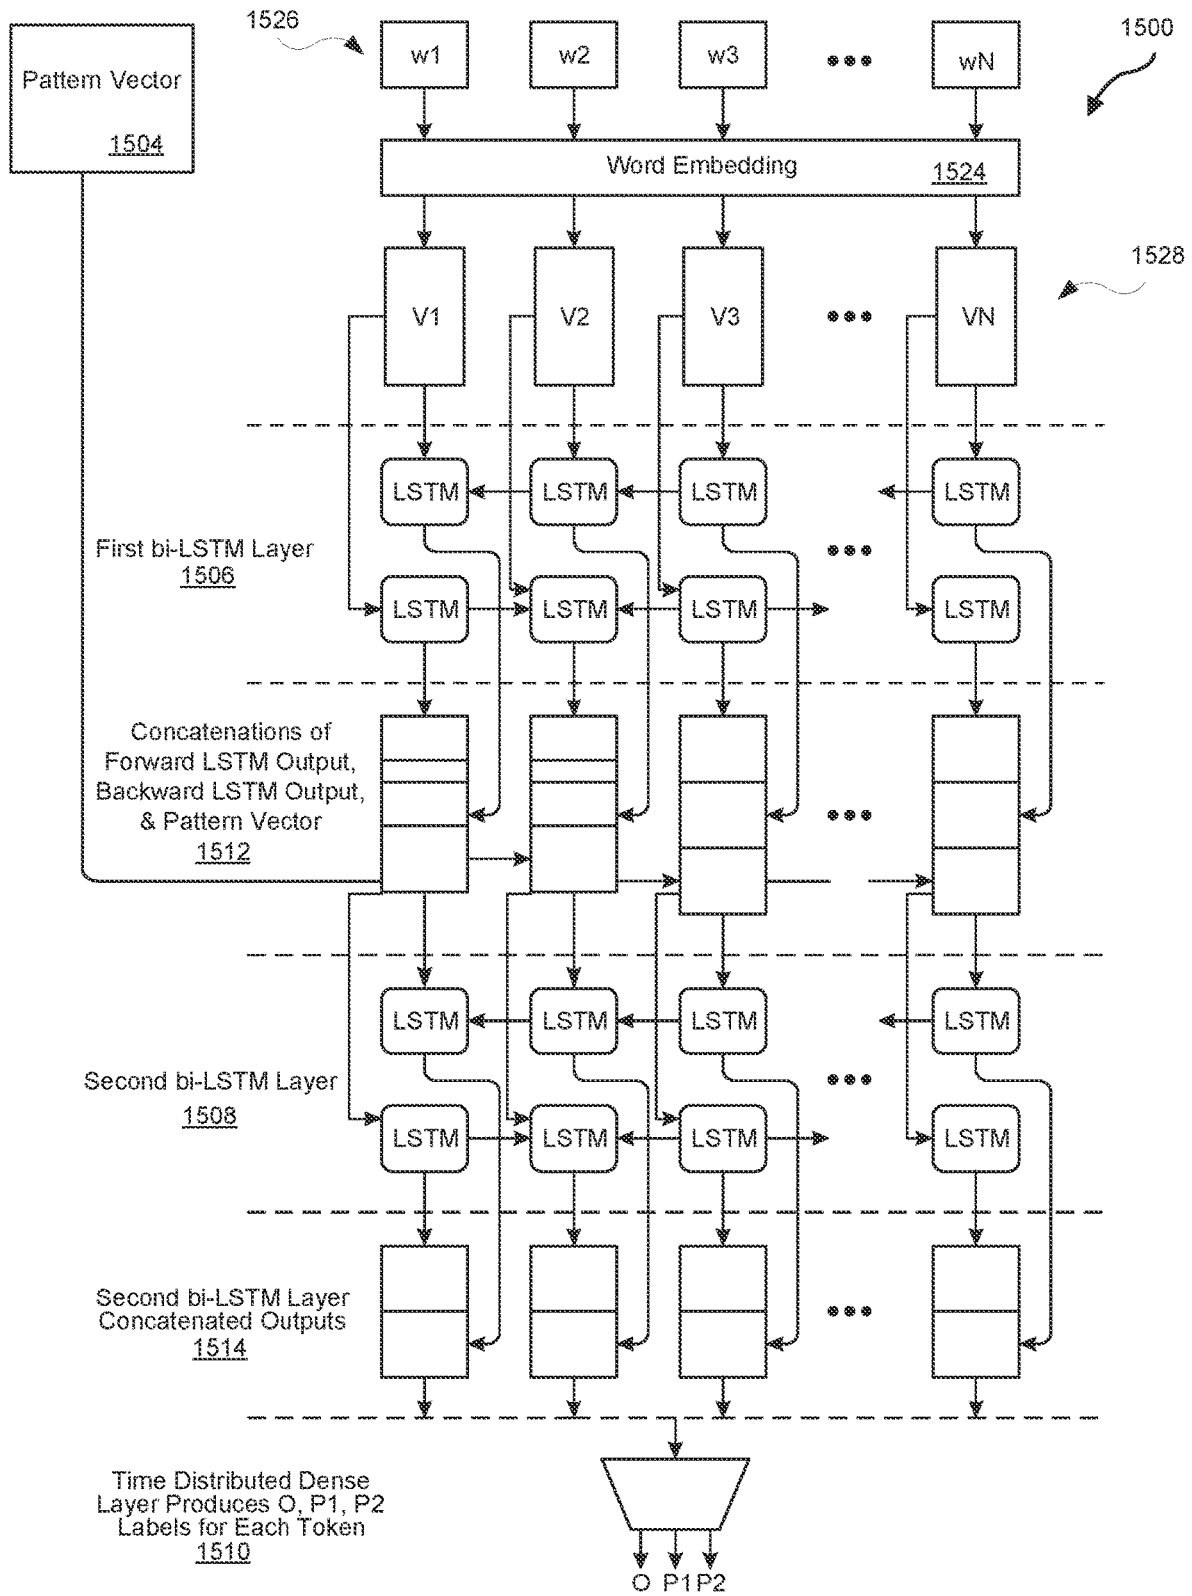 1526
w1
w2
w3
wN
1500
Pattern Vector
1504
Word Embedding
1524
1528
V1
V2
V3
VN
LSTM
LSTM
LSTM
LSTM
First bi-LSTM Layer
1506
LSTM
LSTM
LSTM
LSTM
Concatenations of
Forward LSTM Output,
Backward LSTM Output,
& Pattern Vector
1512
LSTM
LSTM
LSTM
LSTM
Second bi-LSTM Layer
1508
LSTM
LSTM
LSTM
LSTM
Second bi-LSTM Layer
Concatenated Outputs
1514
Time Distributed Dense
Layer Produces O, P1, P2
Labels for Each Token
1510
O
P1
P2